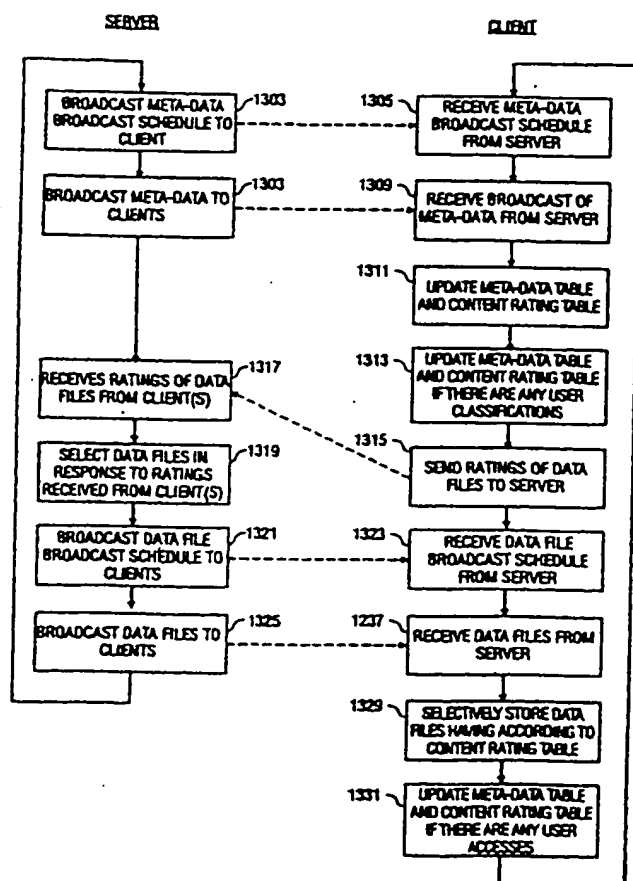 SERVER
BROADCAST META-DATA
BROADCAST SCHEDULE TO
CLIENT
1303
BROADCAST META-DATA TO
CLIENTS
1303
RECEIVES RATINGS OF DATA
FILES FROM CLIENT(S)
1317
SELECT DATA FILES IN
RESPONSE TO RATINGS
RECEIVED FROM CLIENT(S)
1319
BROADCAST DATA FILE
BROADCAST SCHEDULE TO
CLIENTS
1321
BROADCAST DATA FILES TO
CLIENTS
1325
CLIENT
1305
RECEIVE META-DATA
BROADCAST SCHEDULE
FROM SERVER
1309
RECEIVE BROADCAST OF
META-DATA FROM SERVER
1311
UPDATE META-DATA TABLE
AND CONTENT RATING TABLE
1313
UPDATE META-DATA TABLE
AND CONTENT RATING TABLE
IF THERE ARE ANY USER
CLASSIFICATIONS
1315
SEND RATINGS OF DATA
FILES TO SERVER
1323
RECEIVE DATA FILE
BROADCAST SCHEDULE
FROM SERVER
1237
RECEIVE DATA FILES FROM
SERVER
1329
SELECTIVELY STORE DATA
FILES HAVING ACCORDING TO
CONTENT RATING TABLE
1331
UPDATE META-DATA TABLE
AND CONTENT RATING TABLE
IF THERE ARE ANY USER
ACCESSES